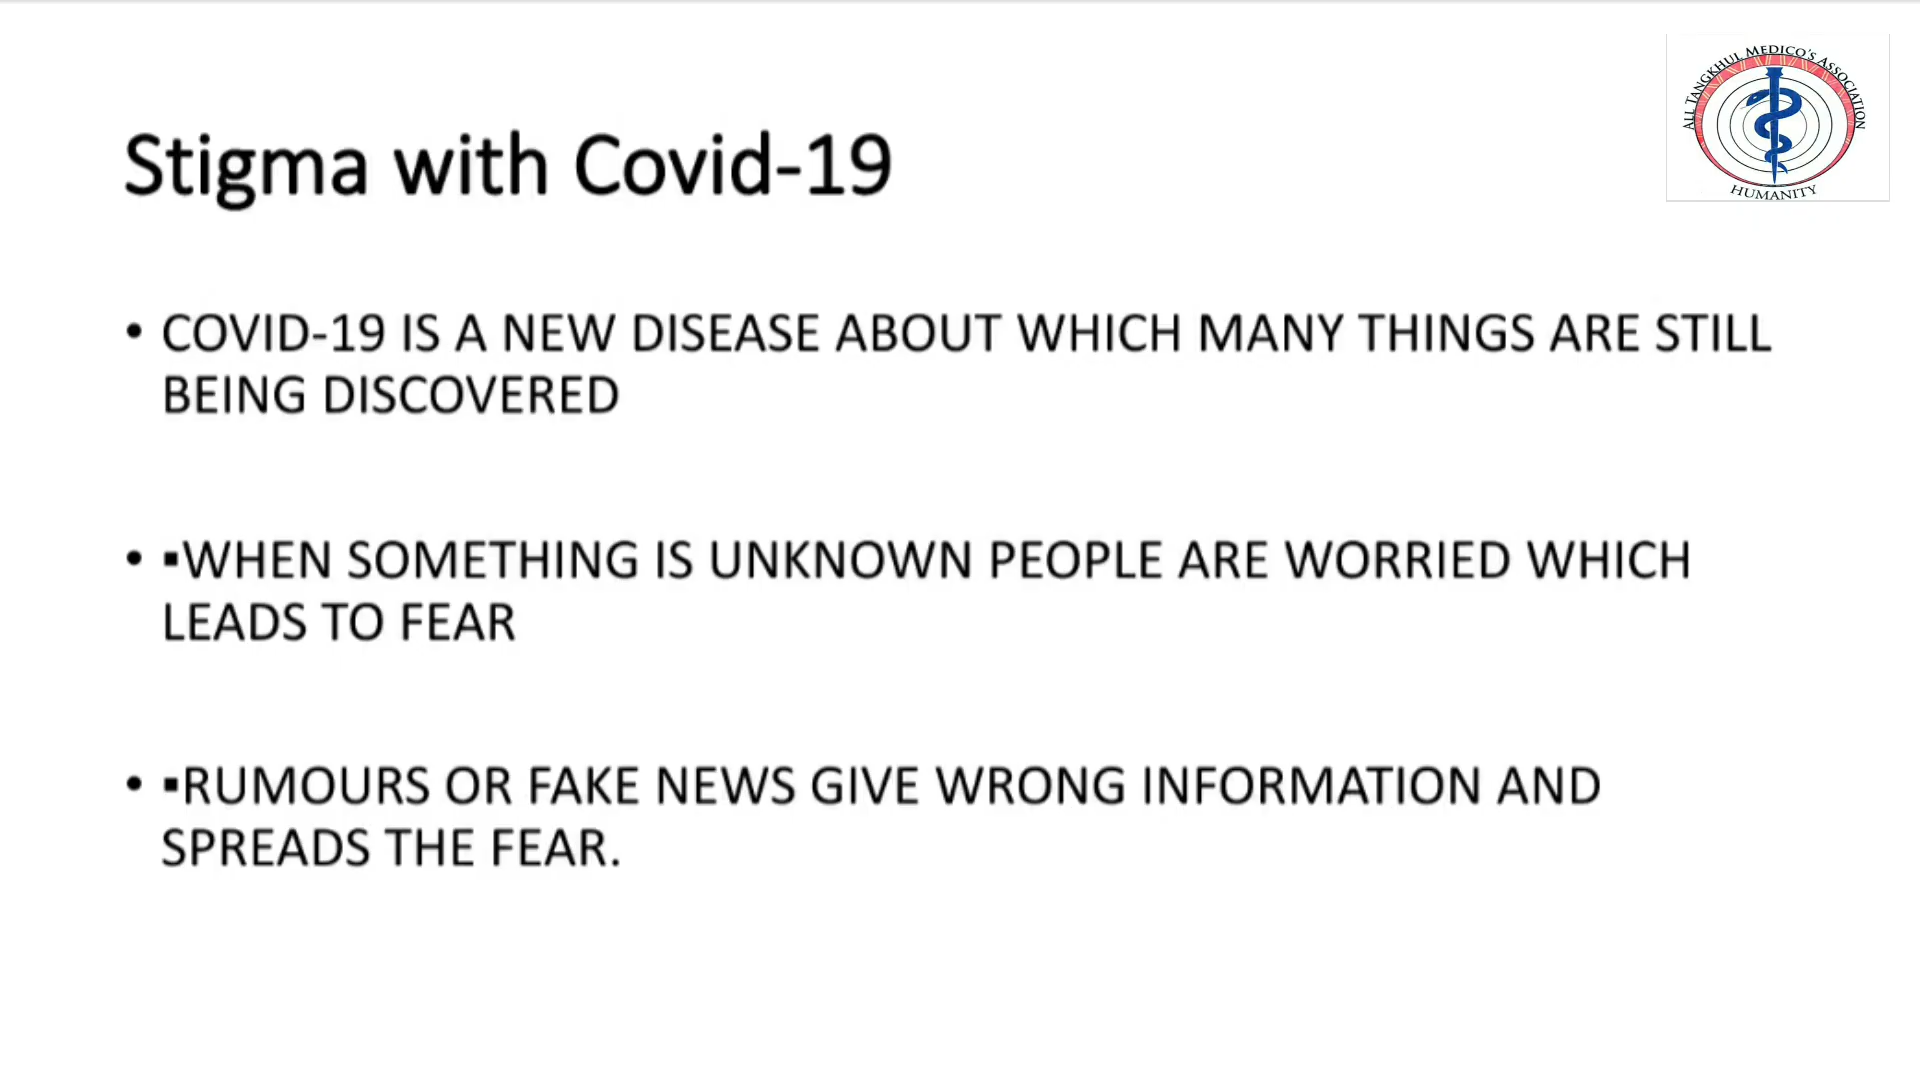 ALL TANGKHUL MEDICO'S ASSOCIATION
HUMANITY
Stigma with Covid-19
• COVID-19 IS A NEW DISEASE ABOUT WHICH MANY THINGS ARE STILL
BEING DISCOVERED
• ▪WHEN SOMETHING IS UNKNOWN PEOPLE ARE WORRIED WHICH
LEADS TO FEAR
• ▪RUMOURS OR FAKE NEWS GIVE WRONG INFORMATION AND
SPREADS THE FEAR.